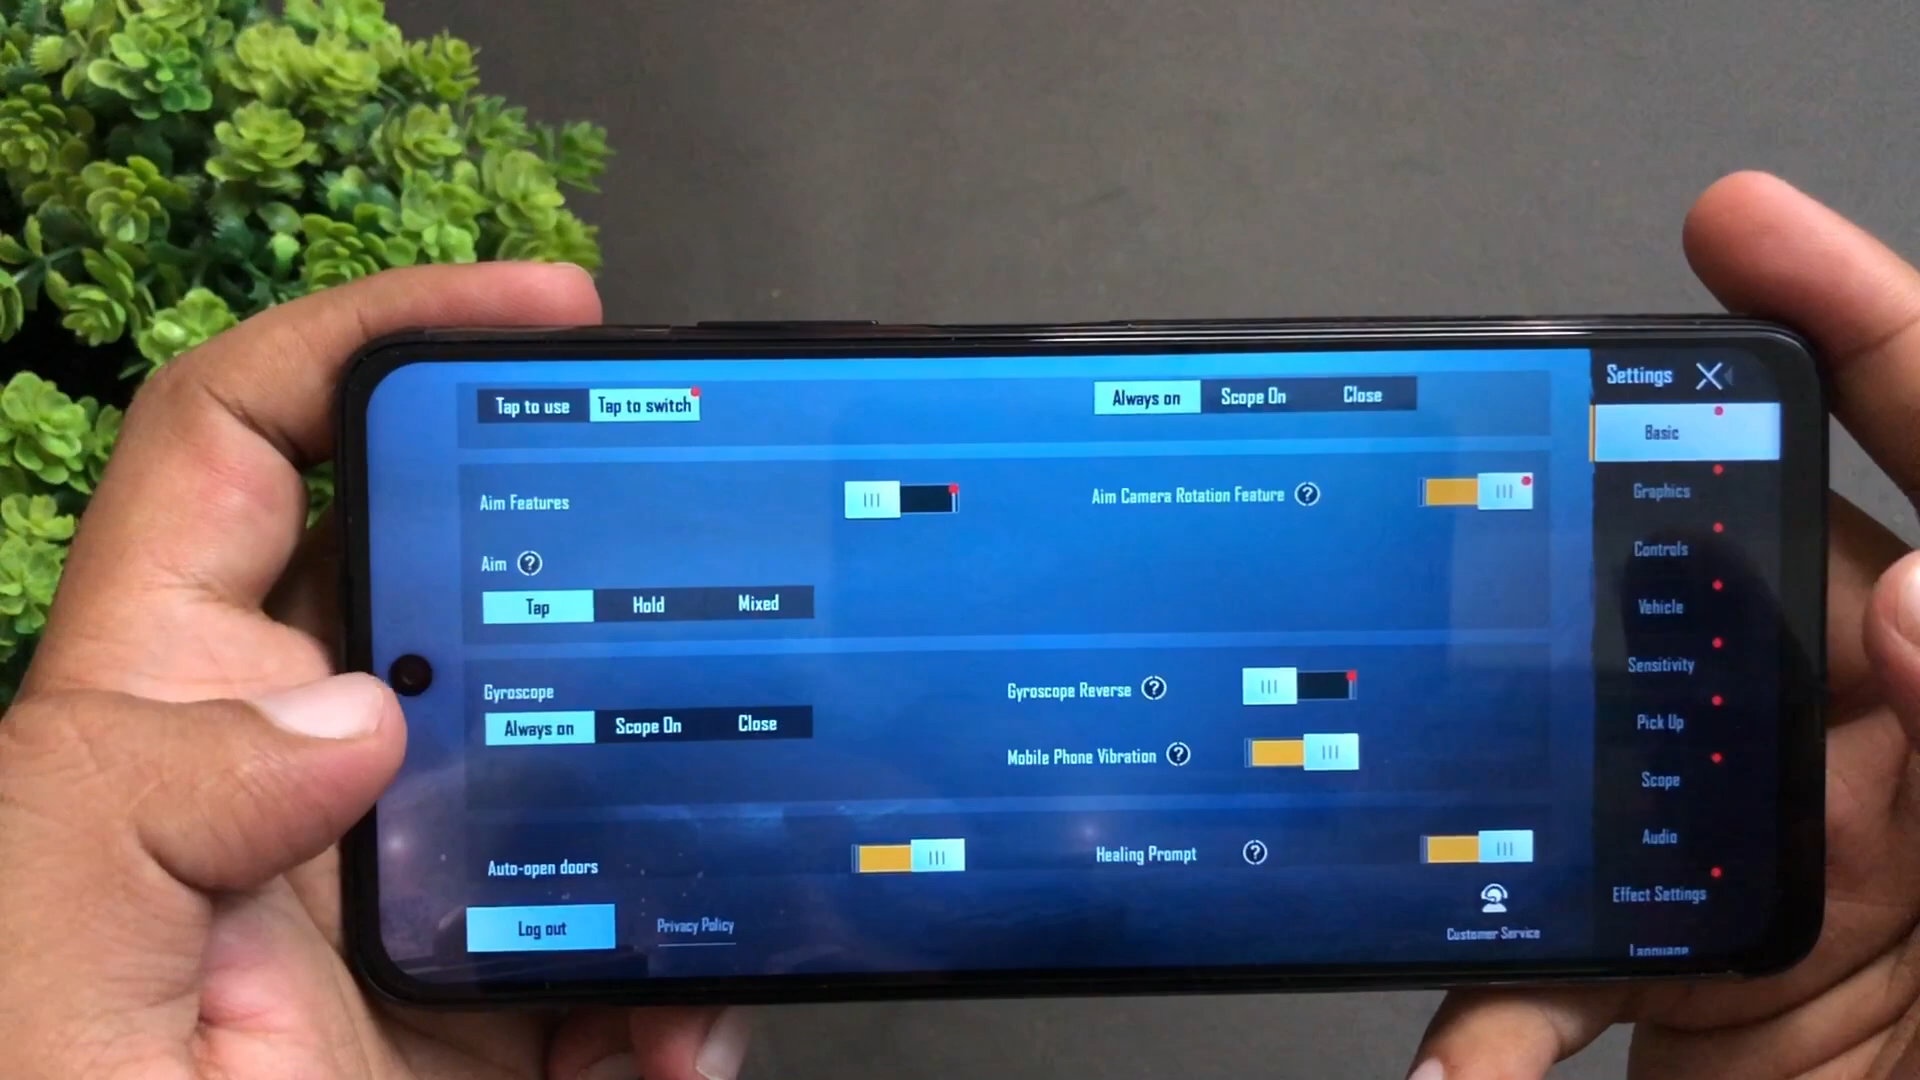 Tap to use Tap to switch
Always on Scope On Close
Aim Features
Aim Camera Rotation Feature ?
Aim ?
Tap Hold Mixed
Gyroscope
Always on Scope On Close
Gyroscope Reverse ?
Mobile Phone Vibration ?
Auto-open doors
Healing Prompt ?
Log out
Privacy Policy
Customer Service
Settings
Basic
Graphics
Controls
Vehicle
Sensitivity
Pick Up
Scope
Audio
Effect Settings
Language